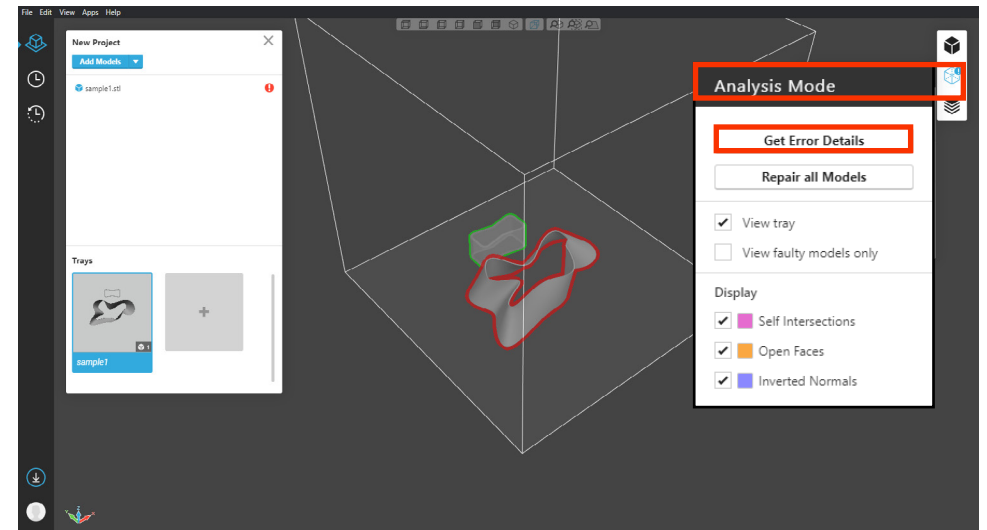 File Edit View Apps Help
New Project
Add Models
sample1.stl
Trays
1
sample1
Analysis Mode
Get Error Details
Repair all Models
View tray
View faulty models only
Display
Self Intersections
Open Faces
Inverted Normals